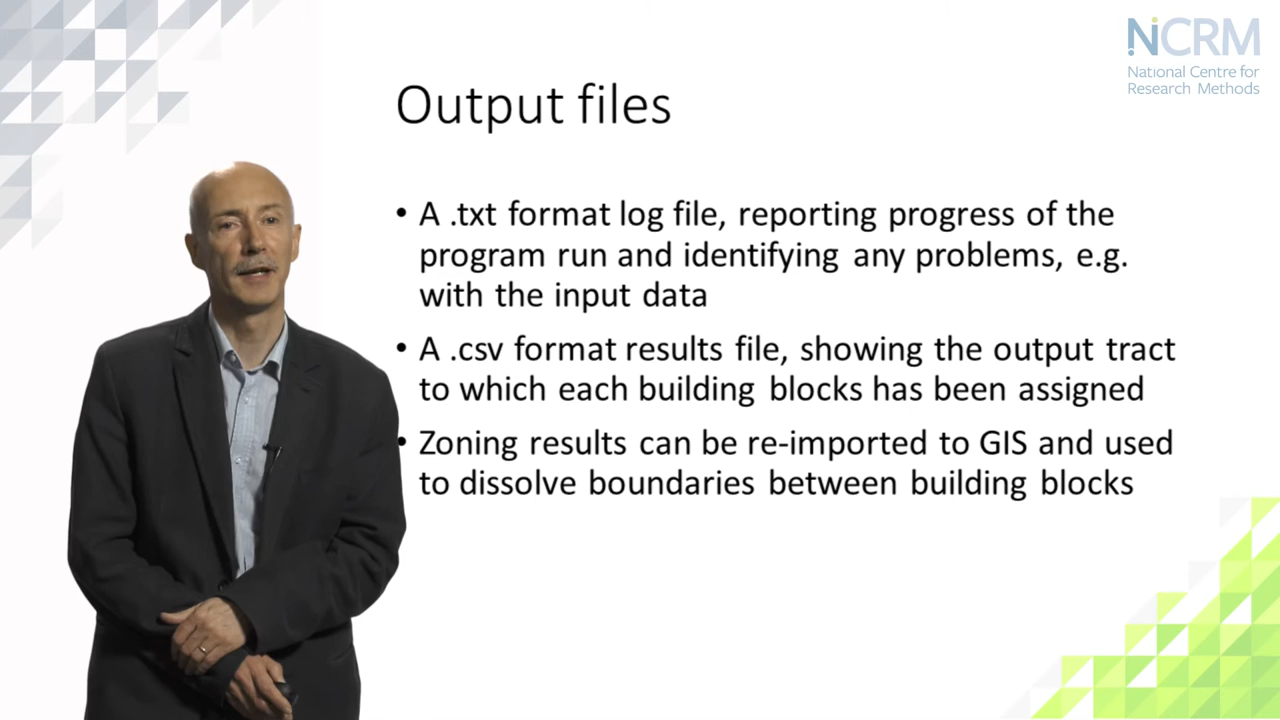 NCRM
National Centre for
Research Methods
Output files
• A .txt format log file, reporting progress of the
program run and identifying any problems, e.g.
with the input data
• A .csv format results file, showing the output tract
to which each building blocks has been assigned
• Zoning results can be re-imported to GIS and used
to dissolve boundaries between building blocks